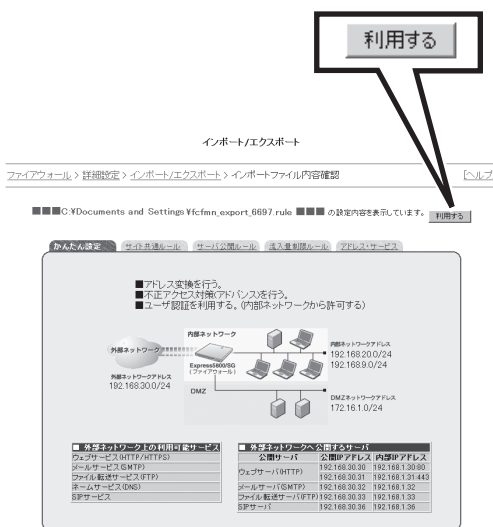 利用する
インポート/エクスポート
ファイアウォール > 詳細設定 > インポート/エクスポート > インポートファイル内容確認 [ヘルプ
■■■C:¥Documents and Settings¥fcfmn_export_6697.rule ■■■ の設定内容を表示しています。 利用する
かんたん設定 サイト共通ルール サーバ公開ルール 流入量制限ルール アドレス・サービス
■アドレス変換を行う。
■不正アクセス対策(アドバンス)を行う。
■ユーザ認証を利用する。(内部ネットワークから許可する)
内部ネットワーク
外部ネットワーク
Express5800/SG
(ファイアウォール)
内部ネットワークアドレス
192.168.20.0/24
192.168.9.0/24
外部ネットワークアドレス
192.168.30.0/24
DMZ
DMZネットワークアドレス
172.16.1.0/24
■ 外部ネットワーク上の利用可能サービス
ウェブサービス(HTTP/HTTPS)
メールサービス(SMTP)
ファイル転送サービス(FTP)
ネームサービス(DNS)
SIPサービス
■ 外部ネットワークへ公開するサーバ
公開サーバ 公開IPアドレス 内部IPアドレス
ウェブサーバ(HTTP) 192.168.30.30 192.168.1.30:80
192.168.30.31 192.168.1.31:443
メールサーバ(SMTP) 192.168.30.32 192.168.1.32
ファイル転送サーバ(FTP) 192.168.30.33 192.168.1.33
SIPサーバ 192.168.30.36 192.168.1.36